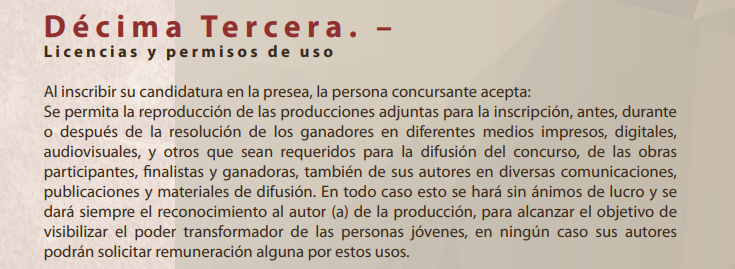 Décima Tercera. –
Licencias y permisos de uso
Al inscribir su candidatura en la presea, la persona concursante acepta:
Se permita la reproducción de las producciones adjuntas para la inscripción, antes, durante
o después de la resolución de los ganadores en diferentes medios impresos, digitales,
audiovisuales, y otros que sean requeridos para la difusión del concurso, de las obras
participantes, finalistas y ganadoras, también de sus autores en diversas comunicaciones,
publicaciones y materiales de difusión. En todo caso esto se hará sin ánimos de lucro y se
dará siempre el reconocimiento al autor (a) de la producción, para alcanzar el objetivo de
visibilizar el poder transformador de las personas jóvenes, en ningún caso sus autores
podrán solicitar remuneración alguna por estos usos.